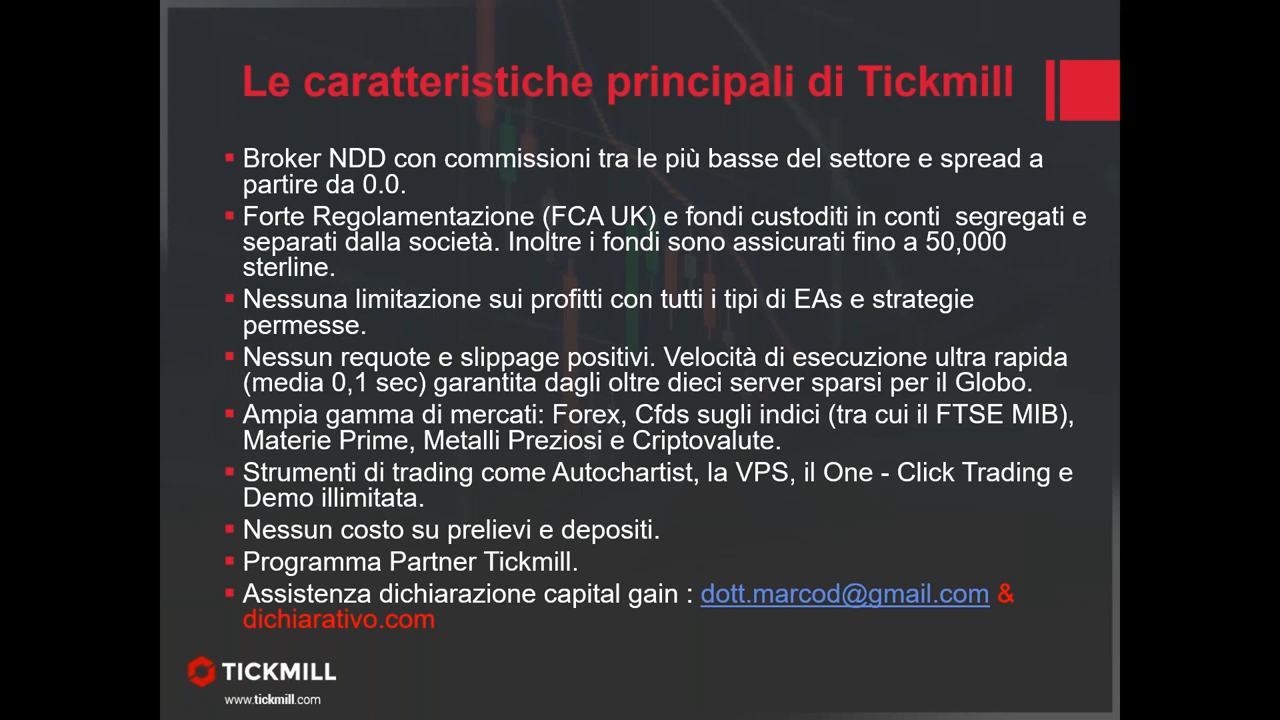 Le caratteristiche principali di Tickmill
Broker NDD con commissioni tra le più basse del settore e spread a
partire da 0.0.
Forte Regolamentazione (FCA UK) e fondi custoditi in conti  segregati e
separati dalla società. Inoltre i fondi sono assicurati fino a 50,000
sterline.
Nessuna limitazione sui profitti con tutti i tipi di EAs e strategie
permesse.
Nessun requote e slippage positivi. Velocità di esecuzione ultra rapida
(media 0,1 sec) garantita dagli oltre dieci server sparsi per il Globo.
Ampia gamma di mercati: Forex, Cfds sugli indici (tra cui il FTSE MIB),
Materie Prime, Metalli Preziosi e Criptovalute.
Strumenti di trading come Autochartist, la VPS, il One - Click Trading e
Demo illimitata.
Nessun costo su prelievi e depositi.
Programma Partner Tickmill.
Assistenza dichiarazione capital gain : dott.marcod@gmail.com &
dichiarativo.com
TICKMILL
www.tickmill.com